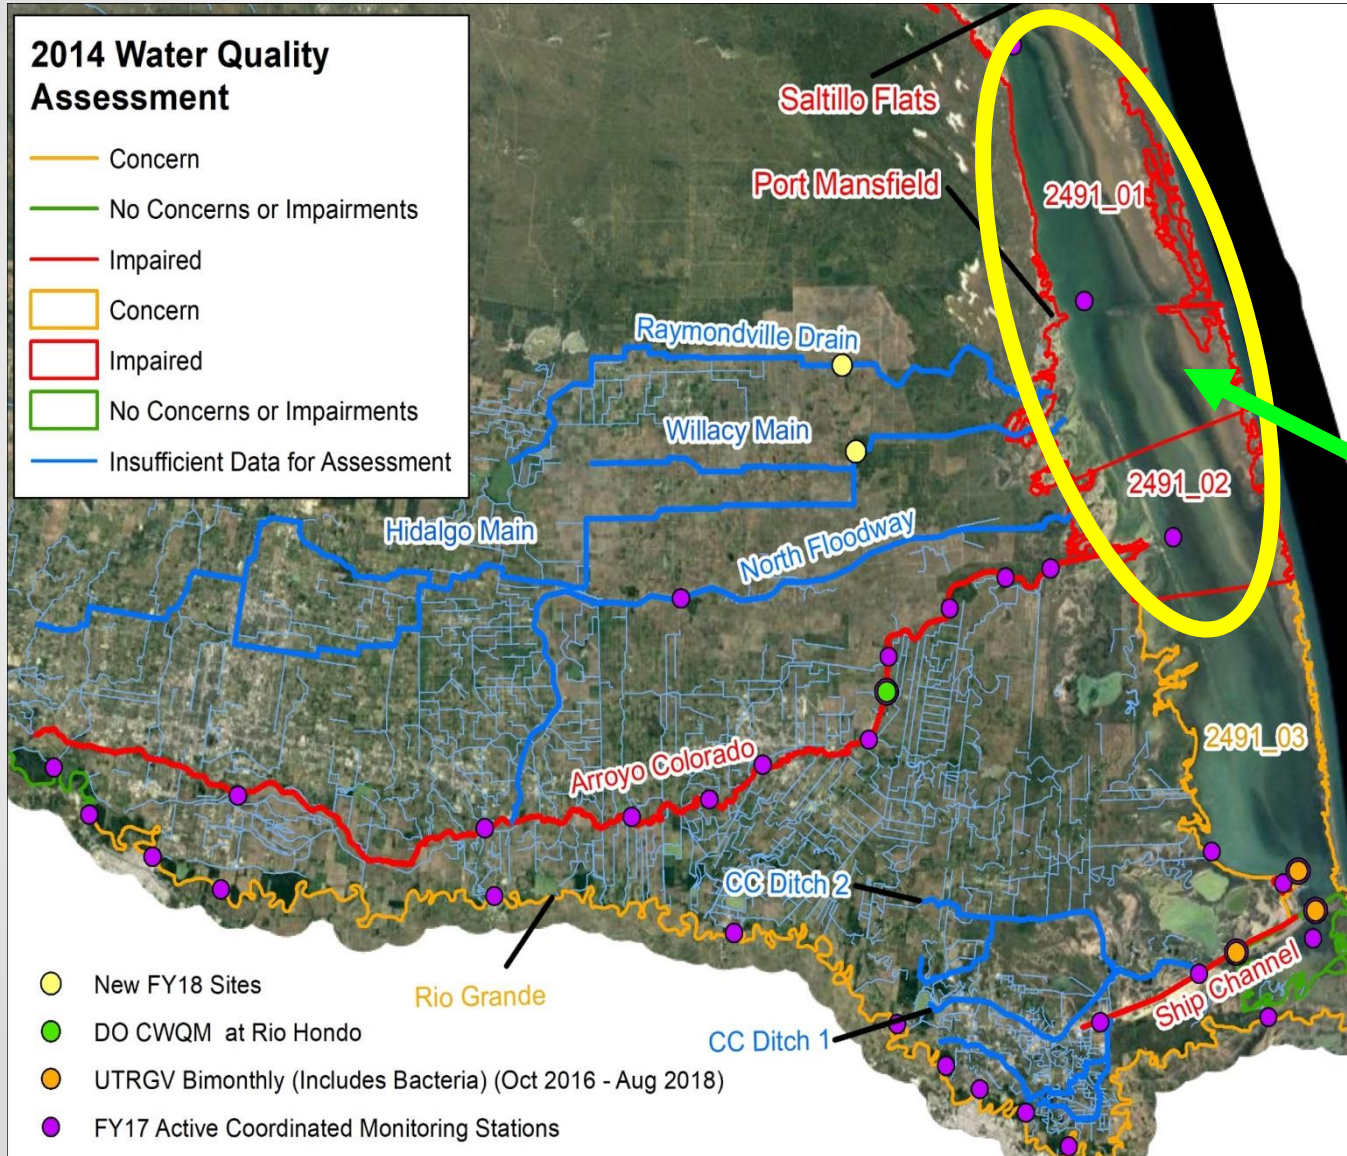 2014 Water Quality
Assessment
Concern
No Concerns or Impairments
Impaired
Concern
Impaired
No Concerns or Impairments
Insufficient Data for Assessment
Saltillo Flats
Port Mansfield
2491_01
Raymondville Drain
Willacy Main
2491_02
Hidalgo Main
North Floodway
2491_03
Arroyo Colorado
CC Ditch 2
Rio Grande
Ship Channel
CC Ditch 1
New FY18 Sites
DO CWQM at Rio Hondo
UTRGV Bimonthly (Includes Bacteria) (Oct 2016 - Aug 2018)
FY17 Active Coordinated Monitoring Stations